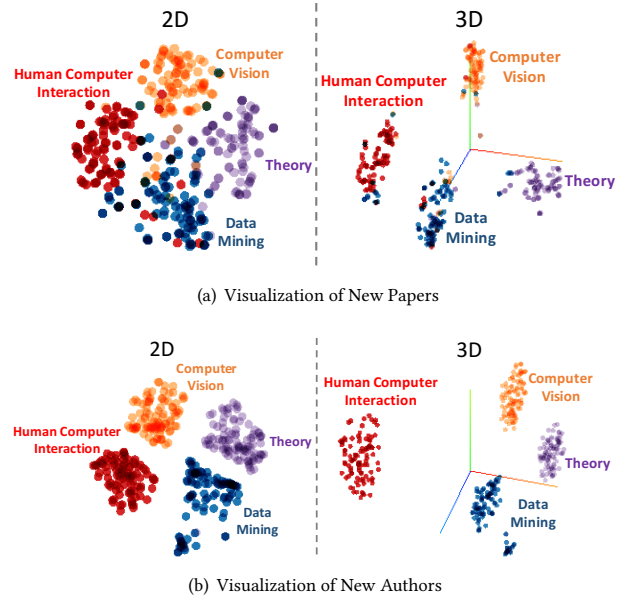 2D
3D
Computer
Vision
Human Computer
Interaction
Theory
Data
Mining
Computer
Vision
Human Computer
Interaction
Theory
Data
Mining
(a) Visualization of New Papers
2D
3D
Computer
Vision
Human Computer
Interaction
Theory
Data
Mining
Human Computer
Interaction
Computer
Vision
Theory
Data
Mining
(b) Visualization of New Authors